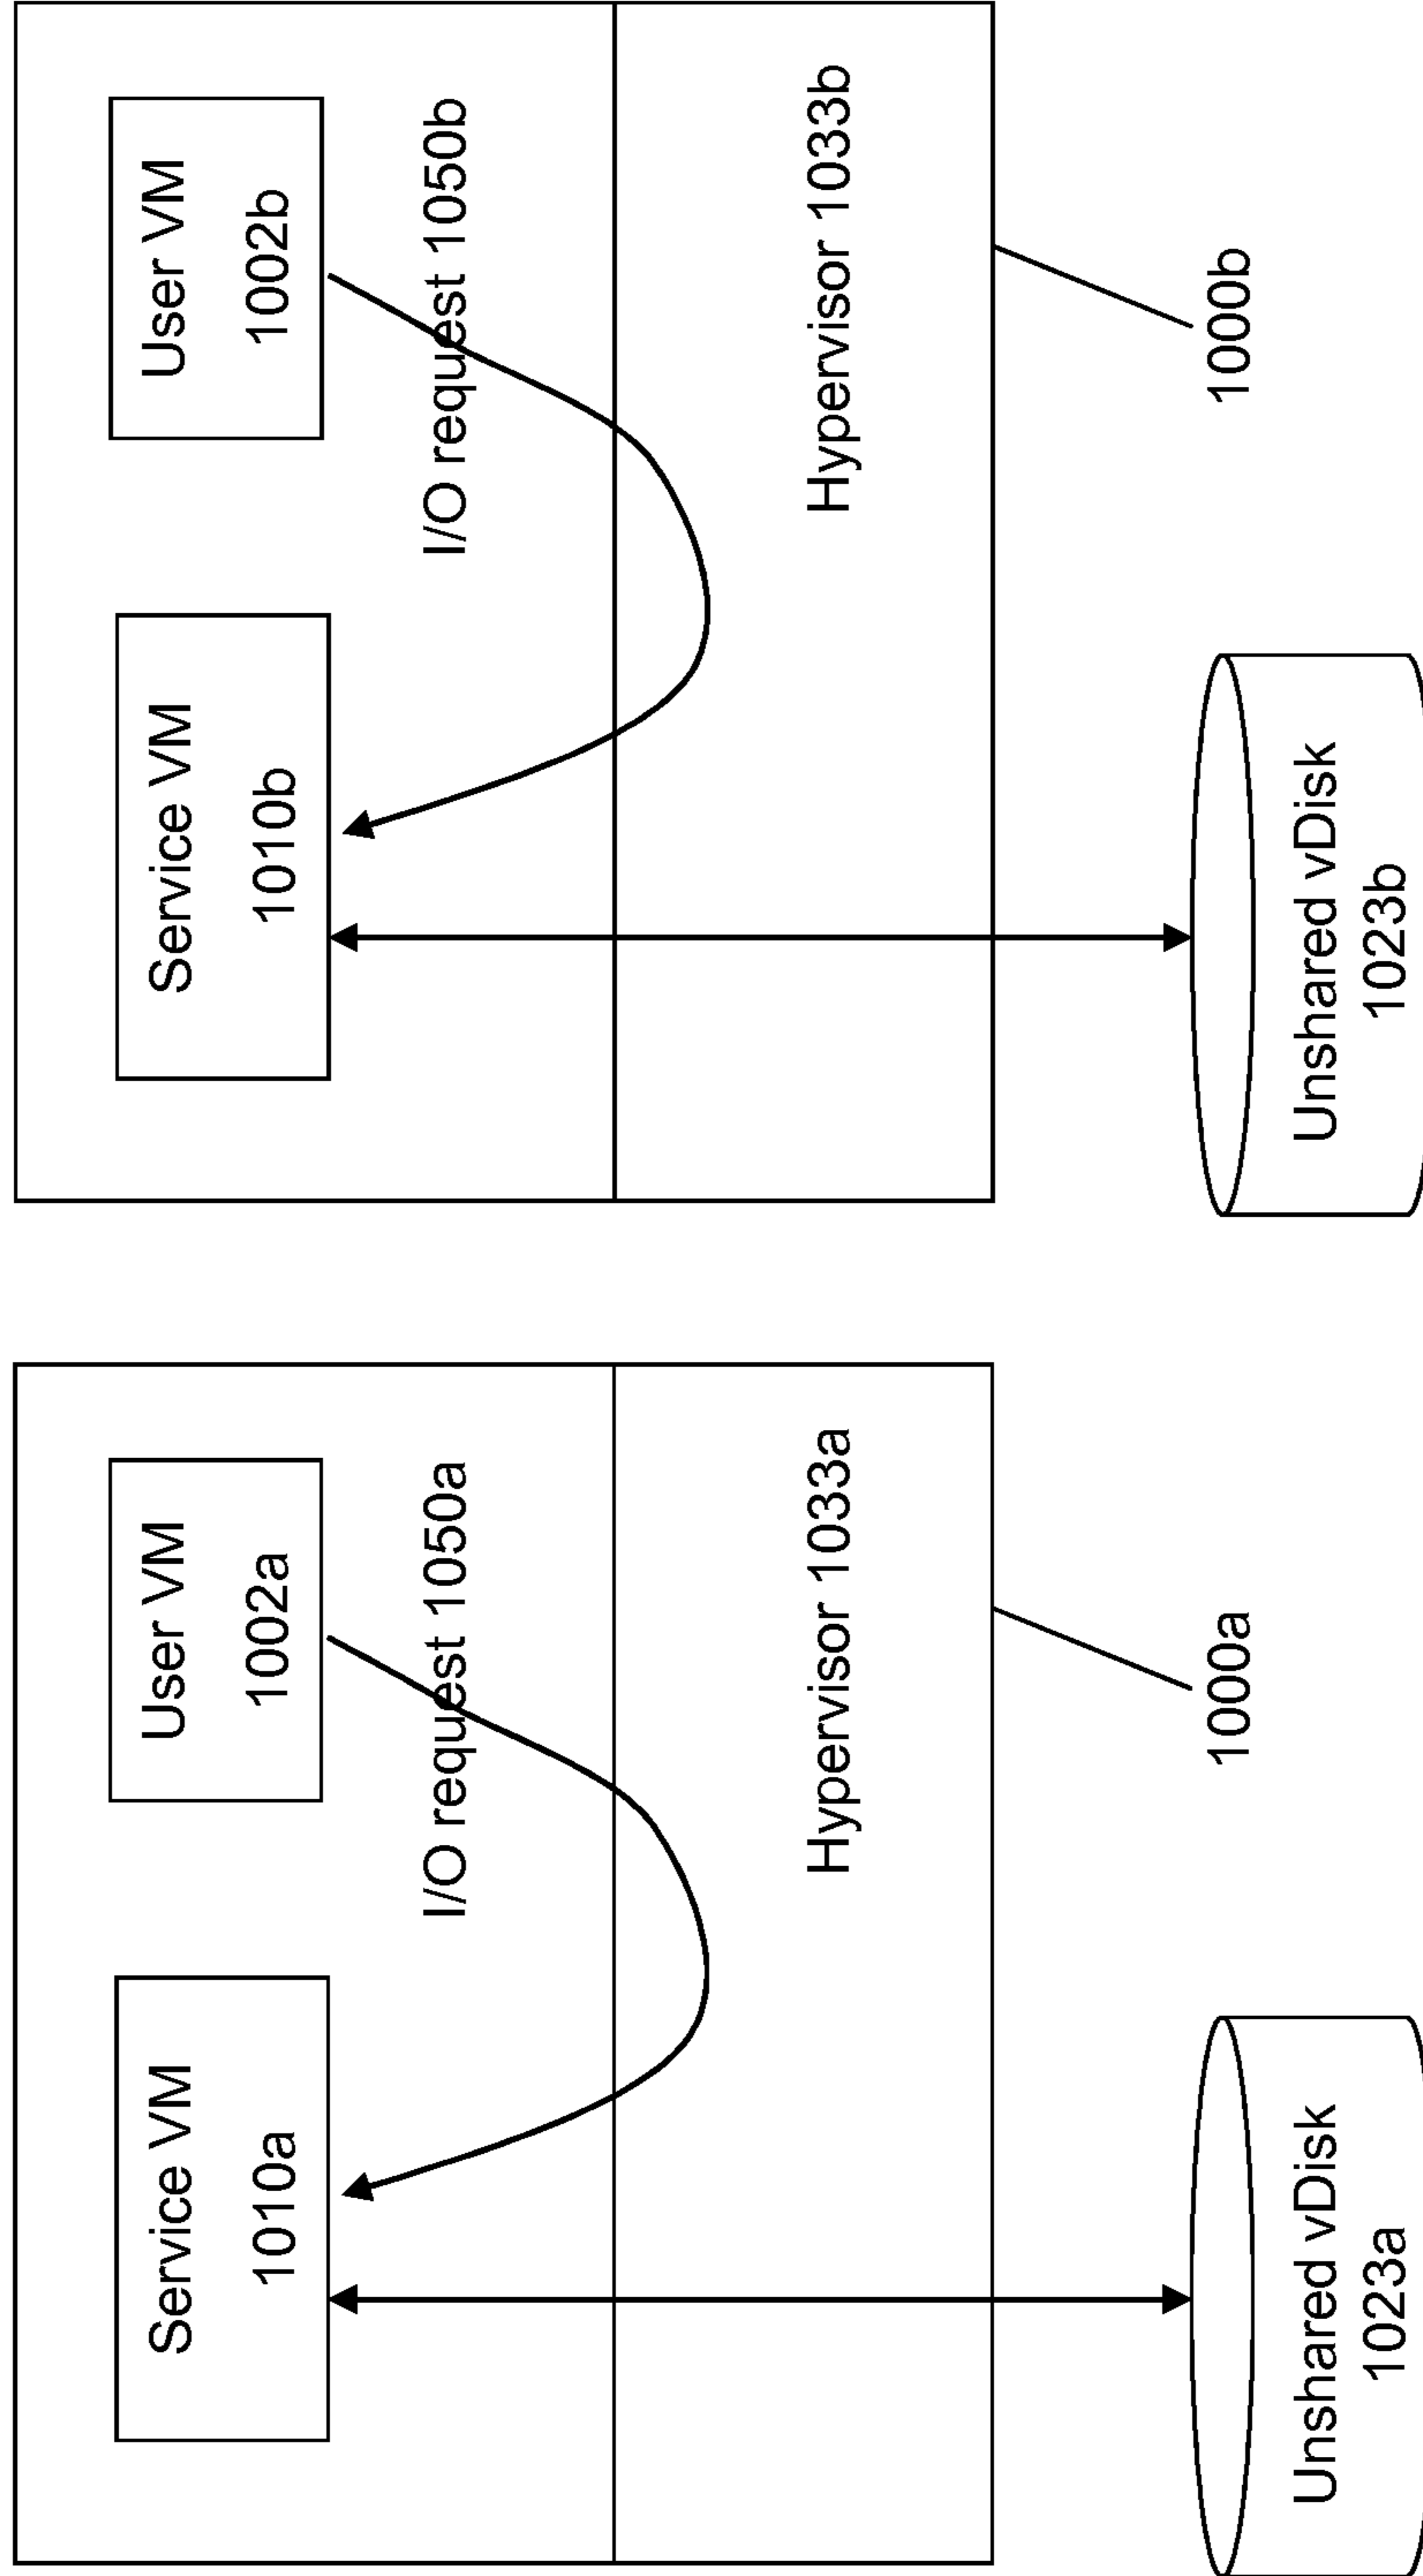 Service VM
1010a
User VM
1002a
I/O request 1050a
Hypervisor 1033a
1000a
Unshared vDisk
1023a
Service VM
1010b
User VM
1002b
I/O request 1050b
Hypervisor 1033b
1000b
Unshared vDisk
1023b